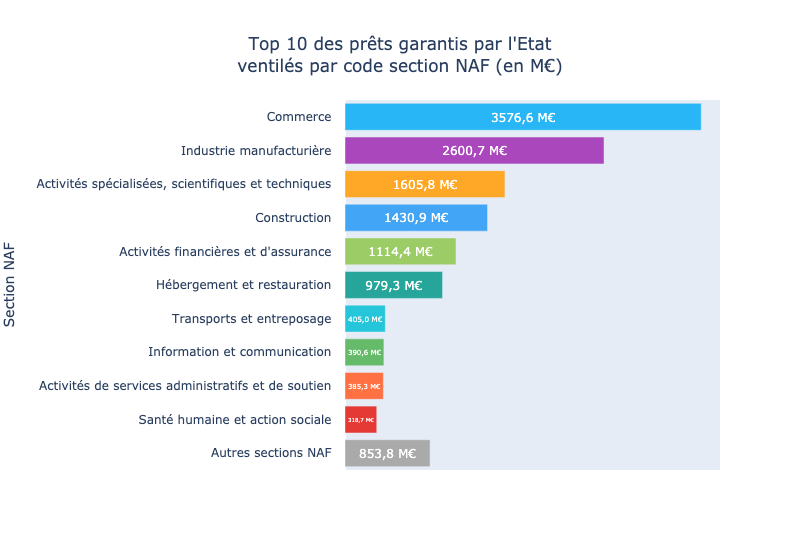 Top 10 des prêts garantis par l'Etat
ventilés par code section NAF (en M€)
Section NAF
Commerce 3576,6 M€
Industrie manufacturière 2600,7 M€
Activités spécialisées, scientifiques et techniques 1605,8 M€
Construction 1430,9 M€
Activités financières et d'assurance 1114,4 M€
Hébergement et restauration 979,3 M€
Transports et entreposage 405,0 M€
Information et communication 390,6 M€
Activités de services administratifs et de soutien 385,3 M€
Santé humaine et action sociale 318,7 M€
Autres sections NAF 853,8 M€